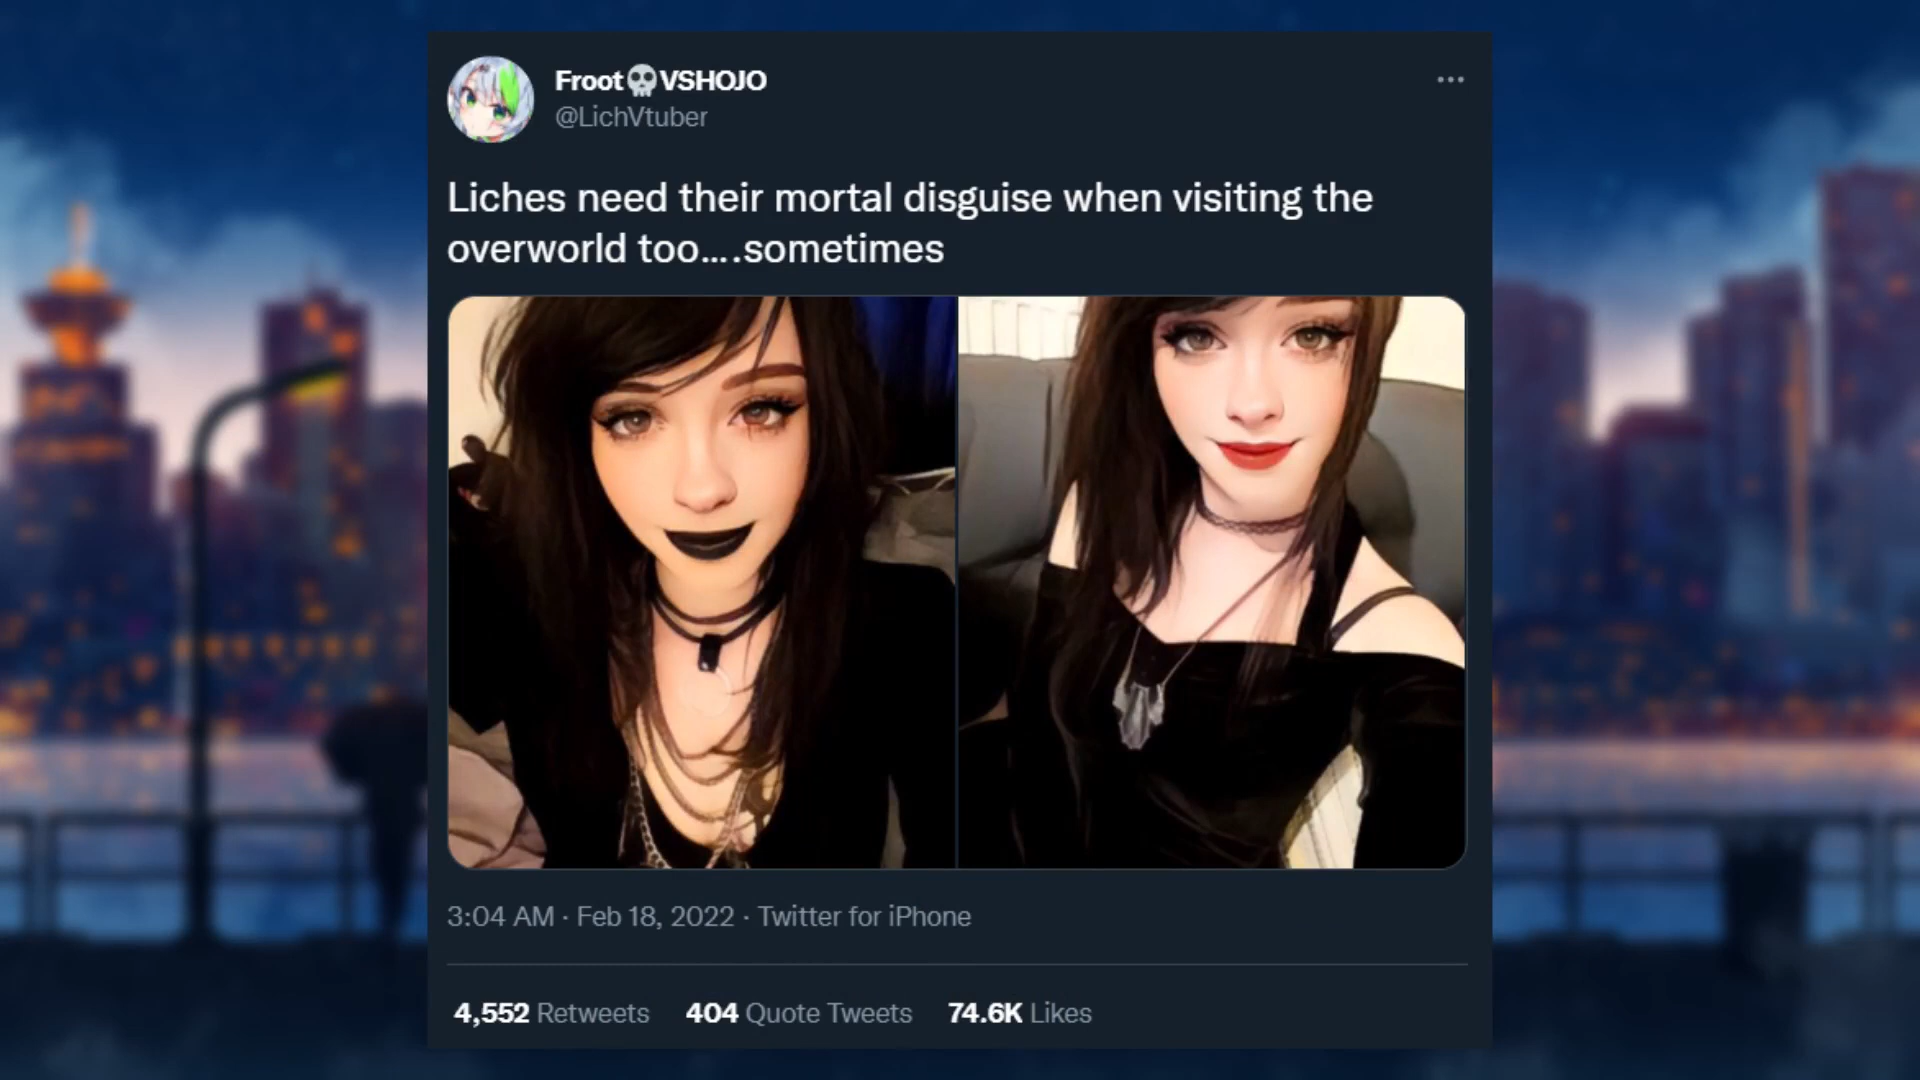 Froot💀VSHOJO
@LichVtuber
Liches need their mortal disguise when visiting the
overworld too....sometimes
3:04 AM · Feb 18, 2022 · Twitter for iPhone
4,552 Retweets 404 Quote Tweets 74.6K Likes